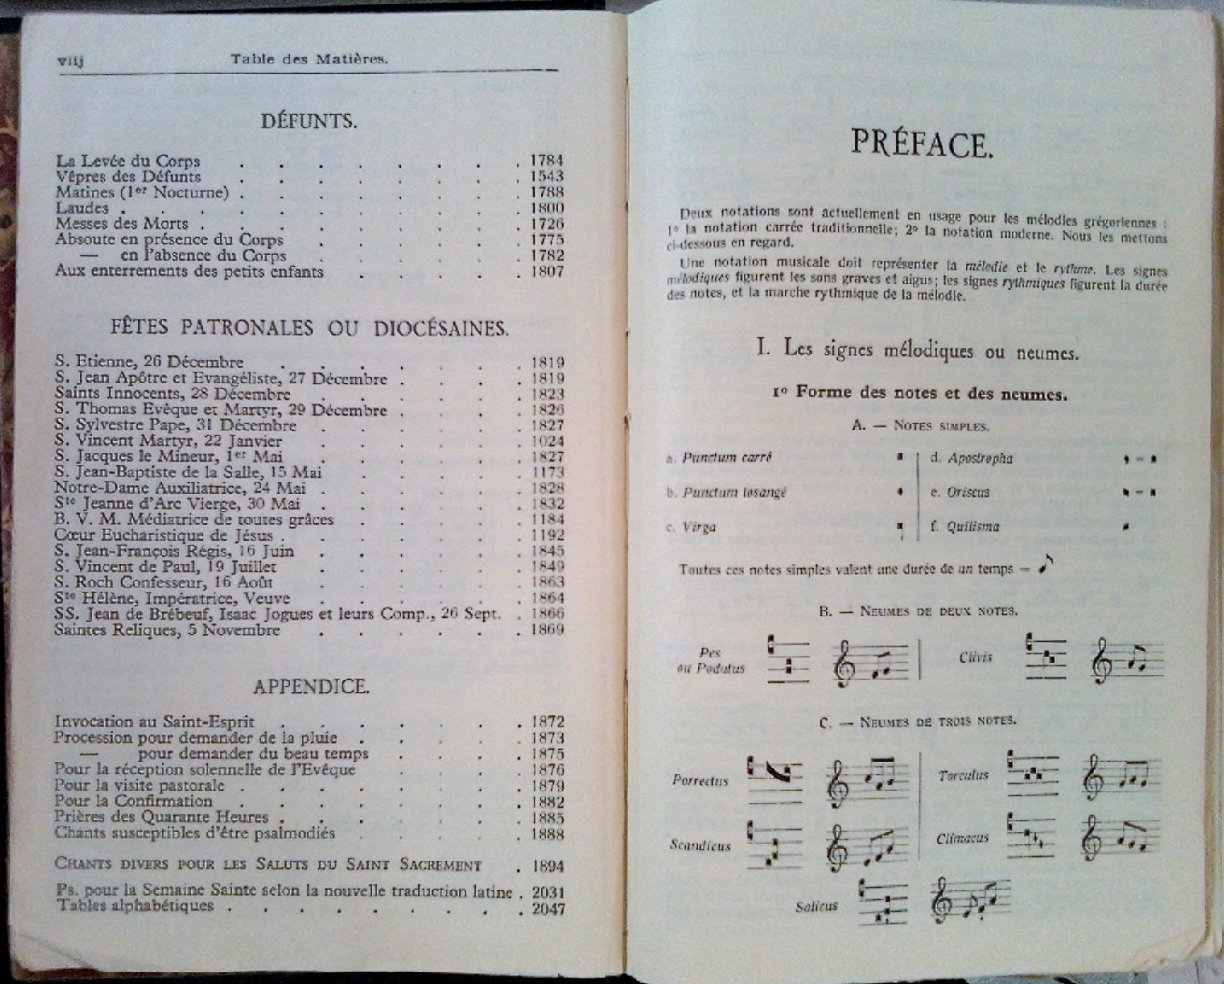 viij Table des Matières.
DÉFUNTS.
La Levée du Corps . . . . . . . . 1784
Vêpres des Défunts . . . . . . . . 1543
Matines (1er Nocturne) . . . . . . . . 1788
Laudes . . . . . . . . . . . 1800
Messes des Morts . . . . . . . . . 1726
Absoute en présence du Corps . . . . . . 1775
— en l'absence du Corps . . . . . . 1782
Aux enterrements des petits enfants . . . . . 1807
FÊTES PATRONALES OU DIOCÉSAINES.
S. Etienne, 26 Décembre . . . . . . . 1819
S. Jean Apôtre et Evangéliste, 27 Décembre . . . . 1819
Saints Innocents, 28 Décembre . . . . . . 1823
S. Thomas Evêque et Martyr, 29 Décembre . . . . 1826
S. Sylvestre Pape, 31 Décembre . . . . . . 1827
S. Vincent Martyr, 22 Janvier . . . . . . 1024
S. Jacques le Mineur, 1er Mai . . . . . . 1827
S. Jean-Baptiste de la Salle, 15 Mai . . . . . 1173
Notre-Dame Auxiliatrice, 24 Mai . . . . . . 1828
Ste Jeanne d'Arc Vierge, 30 Mai . . . . . . 1832
B. V. M. Médiatrice de toutes grâces . . . . . 1184
Cœur Eucharistique de Jésus . . . . . . . 1192
S. Jean-François Régis, 16 Juin . . . . . . 1845
S. Vincent de Paul, 19 Juillet . . . . . . 1849
S. Roch Confesseur, 16 Août . . . . . . 1863
Ste Hélène, Impératrice, Veuve . . . . . . 1864
SS. Jean de Brébeuf, Isaac Jogues et leurs Comp., 26 Sept. . 1866
Saintes Reliques, 5 Novembre . . . . . . 1869
APPENDICE.
Invocation au Saint-Esprit . . . . . . . 1872
Procession pour demander de la pluie . . . . . 1873
— pour demander du beau temps . . . . 1875
Pour la réception solennelle de l'Evêque . . . . 1876
Pour la visite pastorale . . . . . . . . 1879
Pour la Confirmation . . . . . . . . 1882
Prières des Quarante Heures . . . . . . . 1885
Chants susceptibles d'être psalmodiés . . . . . 1888
CHANTS DIVERS POUR LES SALUTS DU SAINT SACREMENT . 1894
Ps. pour la Semaine Sainte selon la nouvelle traduction latine . 2031
Tables alphabétiques . . . . . . . . . 2047
PRÉFACE.
Deux notations sont actuellement en usage pour les mélodies grégoriennes :
1º la notation carrée traditionnelle; 2º la notation moderne. Nous les mettons
ci-dessous en regard.
Une notation musicale doit représenter la mélodie et le rythme. Les signes
mélodiques figurent les sons graves et aigus; les signes rythmiques figurent la durée
des notes, et la marche rythmique de la mélodie.
I. Les signes mélodiques ou neumes.
1º Forme des notes et des neumes.
A. — NOTES SIMPLES.
a. Punctum carré
b. Punctum losangé
c. Virga
d. Apostropha
e. Oriscus
f. Quilisma
Toutes ces notes simples valent une durée de un temps =
B. — NEUMES DE DEUX NOTES.
Pes
ou Podatus
Clivis
C. — NEUMES DE TROIS NOTES.
Porrectus
Torculus
Scandicus
Climacus
Salicus